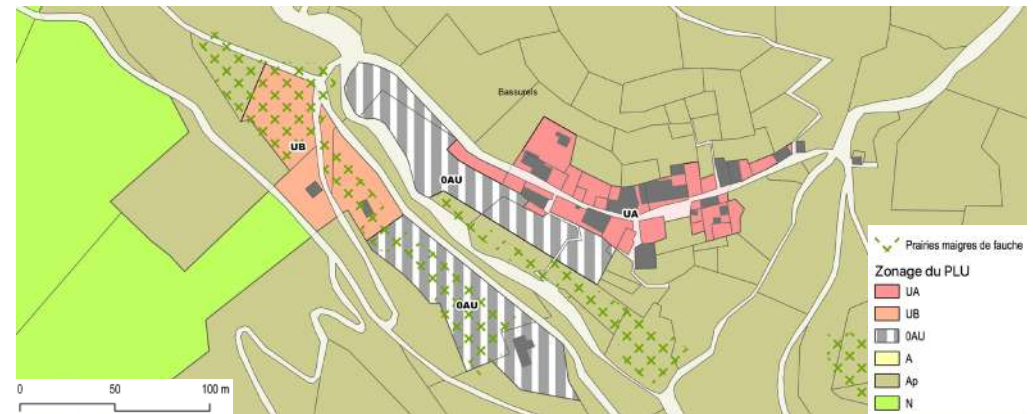 Bassurels
UB
0AU
UA
0AU
Prairies maigres de fauche
Zonage du PLU
UA
UB
0AU
A
Ap
N
0 50 100 m